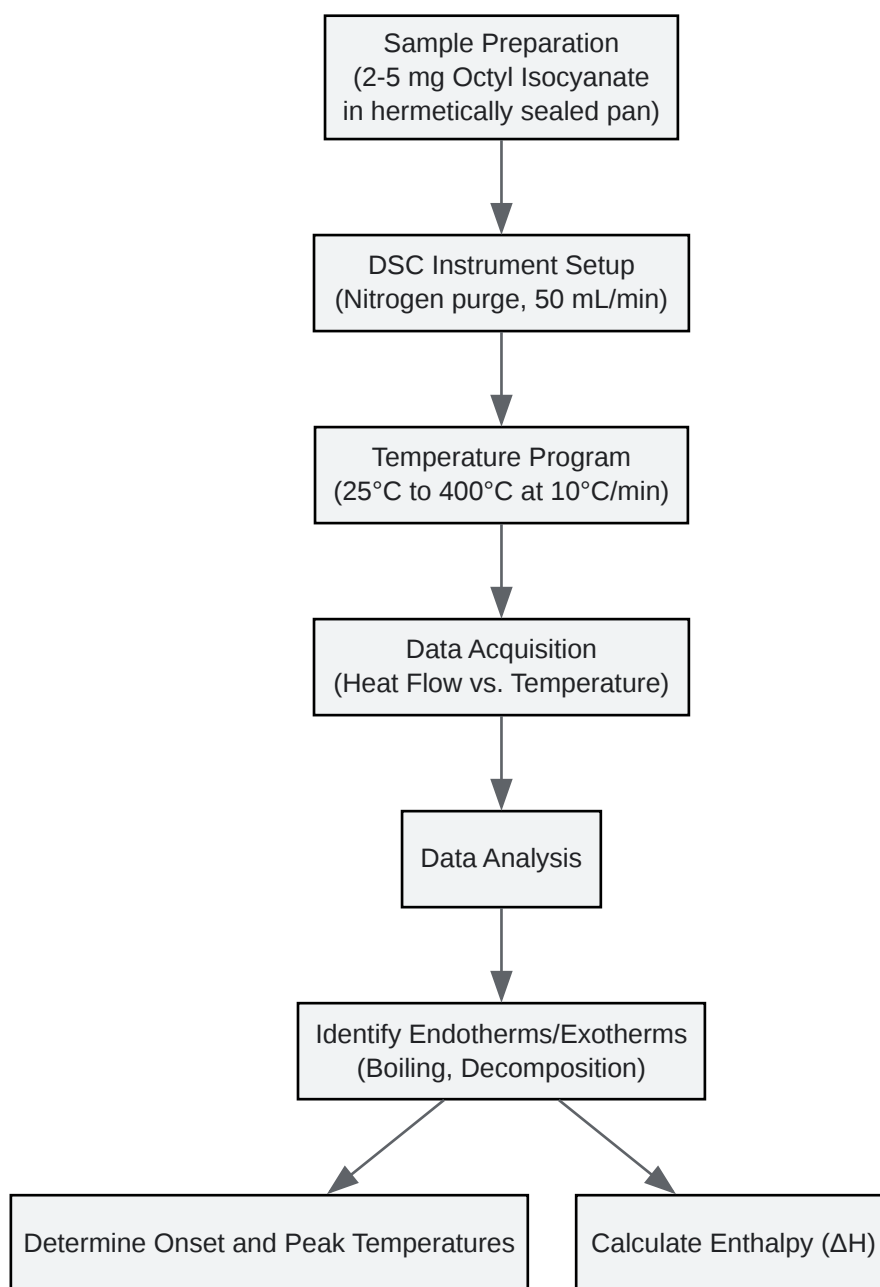 Sample Preparation
(2-5 mg Octyl Isocyanate
in hermetically sealed pan)
DSC Instrument Setup
(Nitrogen purge, 50 mL/min)
Temperature Program
(25°C to 400°C at 10°C/min)
Data Acquisition
(Heat Flow vs. Temperature)
Data Analysis
Identify Endotherms/Exotherms
(Boiling, Decomposition)
Determine Onset and Peak Temperatures
Calculate Enthalpy (ΔH)